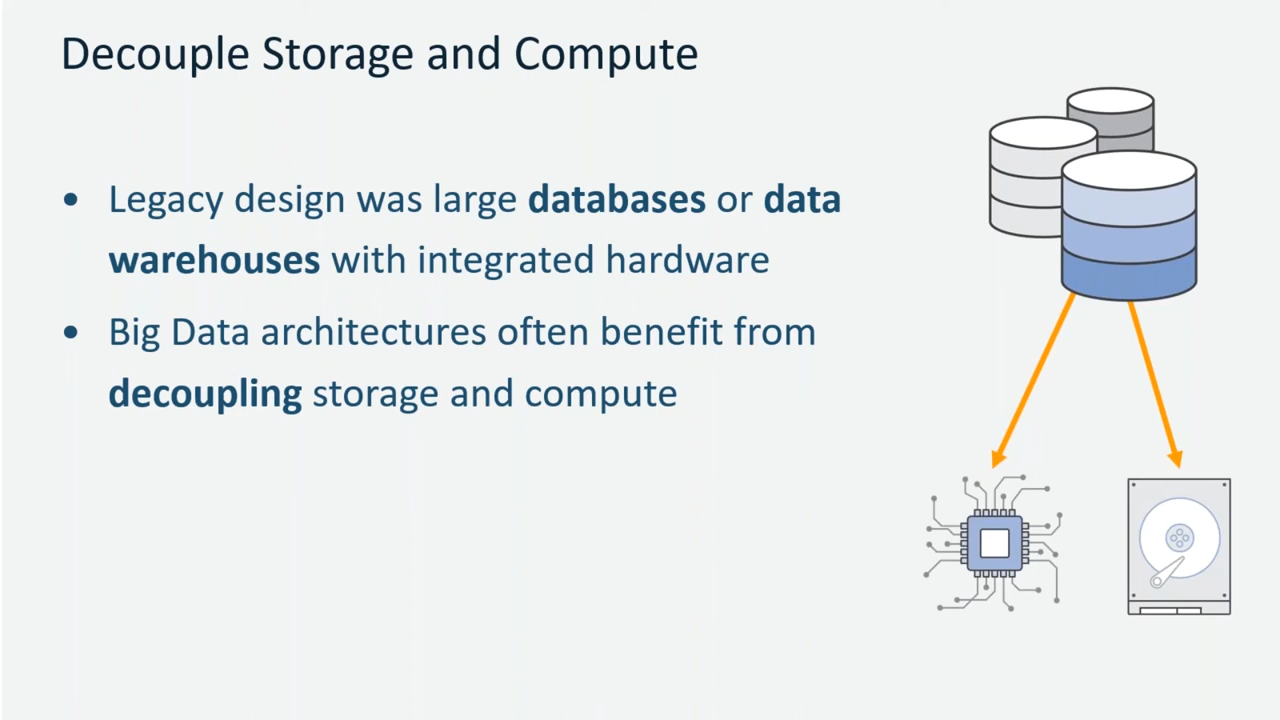 Decouple Storage and Compute
• Legacy design was large databases or data
warehouses with integrated hardware
• Big Data architectures often benefit from
decoupling storage and compute